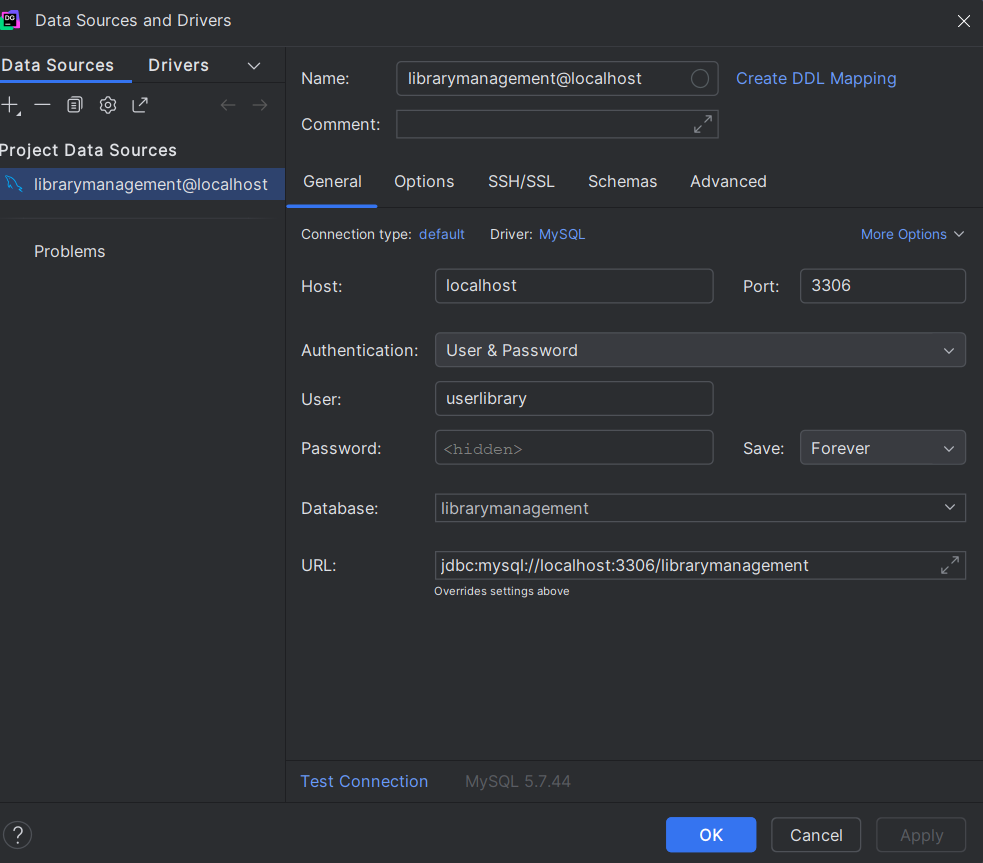 DG
Data Sources and Drivers
Data Sources
Drivers
Project Data Sources
librarymanagement@localhost
Problems
Name:
librarymanagement@localhost
Create DDL Mapping
Comment:
General
Options
SSH/SSL
Schemas
Advanced
Connection type: default
Driver: MySQL
More Options
Host:
localhost
Port:
3306
Authentication:
User & Password
User:
userlibrary
Password:
<hidden>
Save:
Forever
Database:
librarymanagement
URL:
jdbc:mysql://localhost:3306/librarymanagement
Overrides settings above
Test Connection
MySQL 5.7.44
?
OK
Cancel
Apply